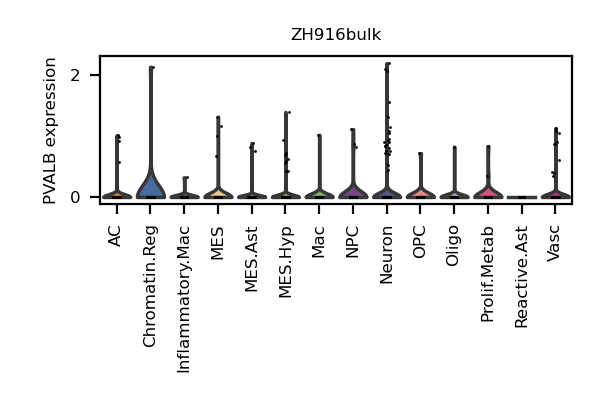 ZH916bulk
PVALB expression
2
0
AC
Chromatin.Reg
Inflammatory.Mac
MES
MES.Ast
MES.Hyp
Mac
NPC
Neuron
OPC
Oligo
Prolif.Metab
Reactive.Ast
Vasc